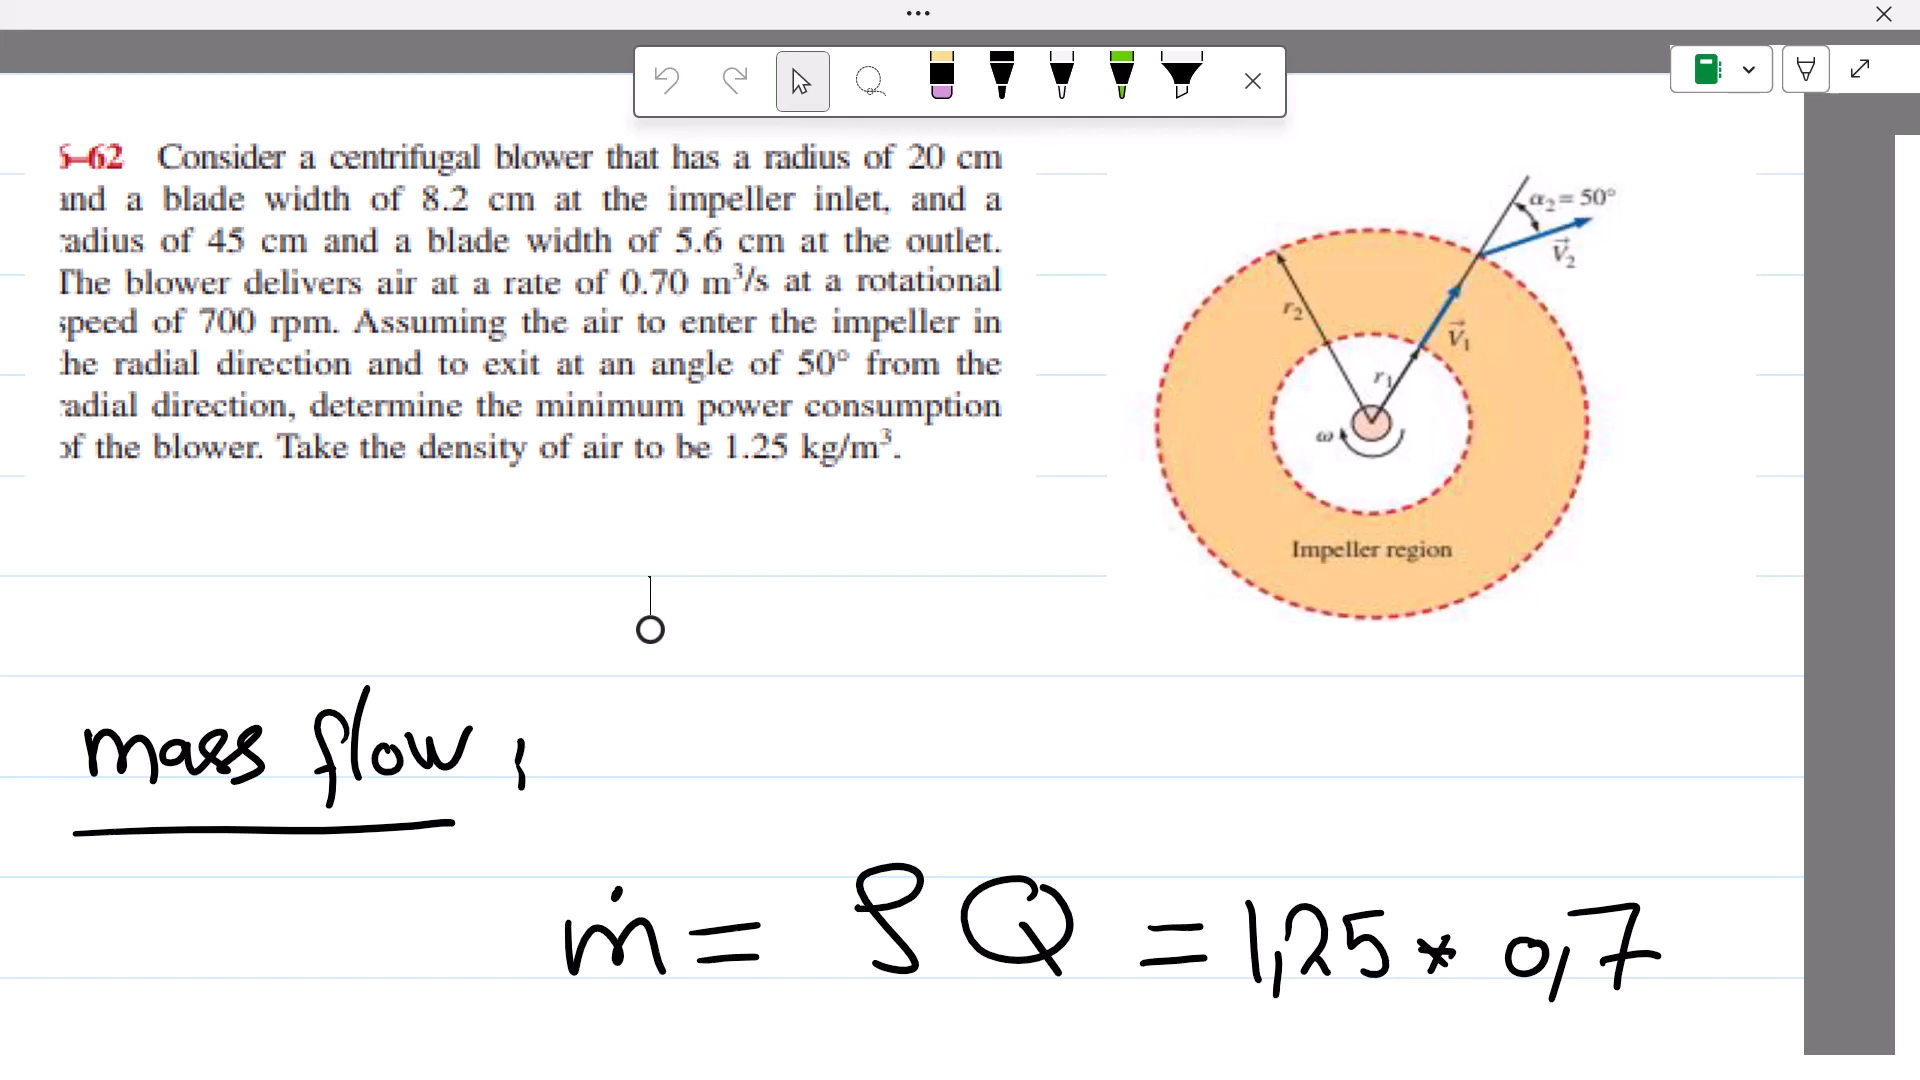 5–62 Consider a centrifugal blower that has a radius of 20 cm
and a blade width of 8.2 cm at the impeller inlet, and a
radius of 45 cm and a blade width of 5.6 cm at the outlet.
The blower delivers air at a rate of 0.70 m³/s at a rotational
speed of 700 rpm. Assuming the air to enter the impeller in
the radial direction and to exit at an angle of 50° from the
radial direction, determine the minimum power consumption
of the blower. Take the density of air to be 1.25 kg/m³.
α₂ = 50°
V⃗₂
r₂
V⃗₁
r₁
ω
Impeller region
mass flow ;
ṁ = ρ Q = 1,25 * 0,7